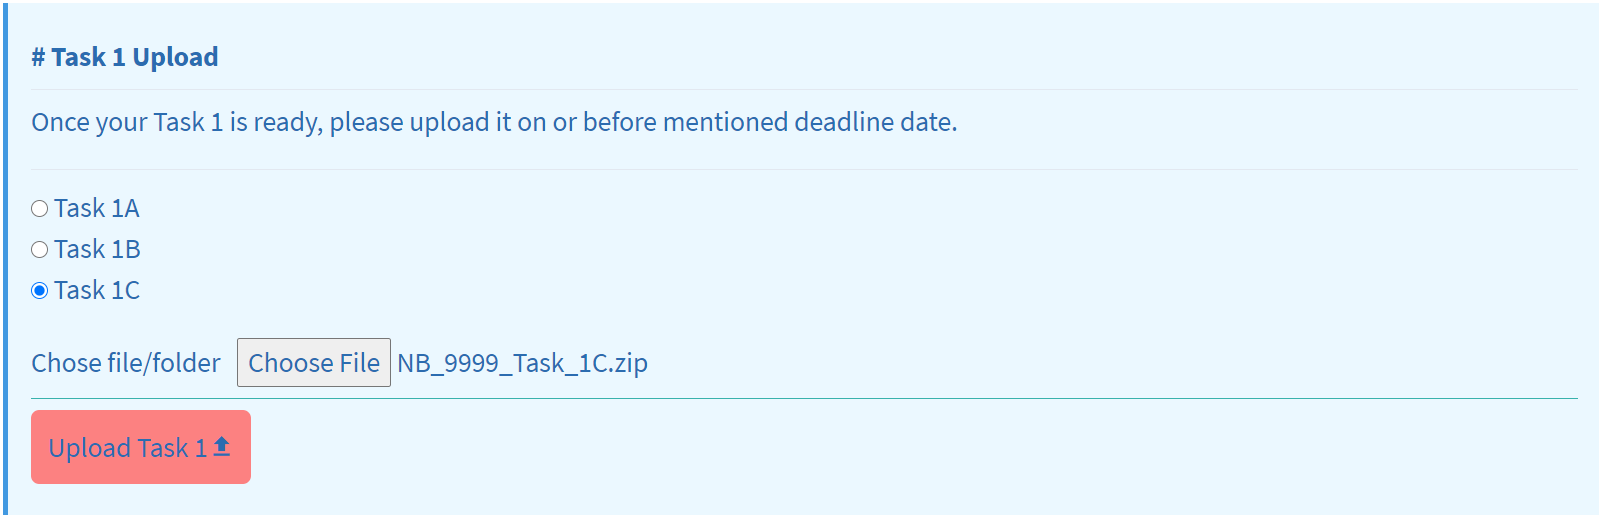 # Task 1 Upload
Once your Task 1 is ready, please upload it on or before mentioned deadline date.
Task 1A
Task 1B
Task 1C
Chose file/folder Choose File NB_9999_Task_1C.zip
Upload Task 1